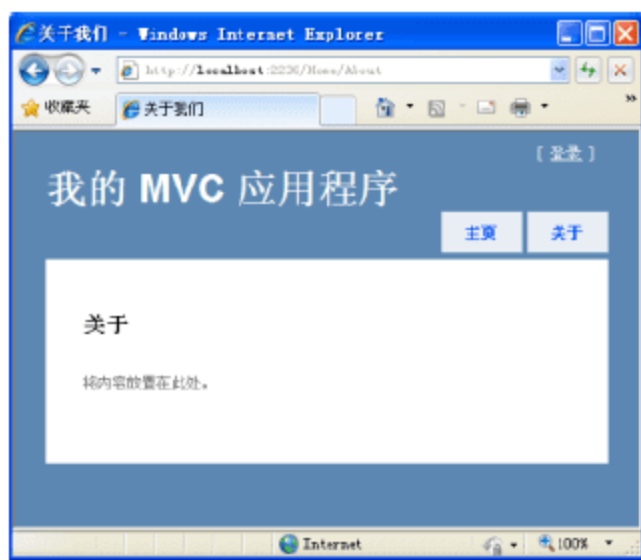 关于我们 - Windows Internet Explorer
http://localhost:2236/Home/About
收藏夹 关于我们
[ 登录 ]
我的 MVC 应用程序
主页 关于
关于
将内容放置在此处。
Internet 100%